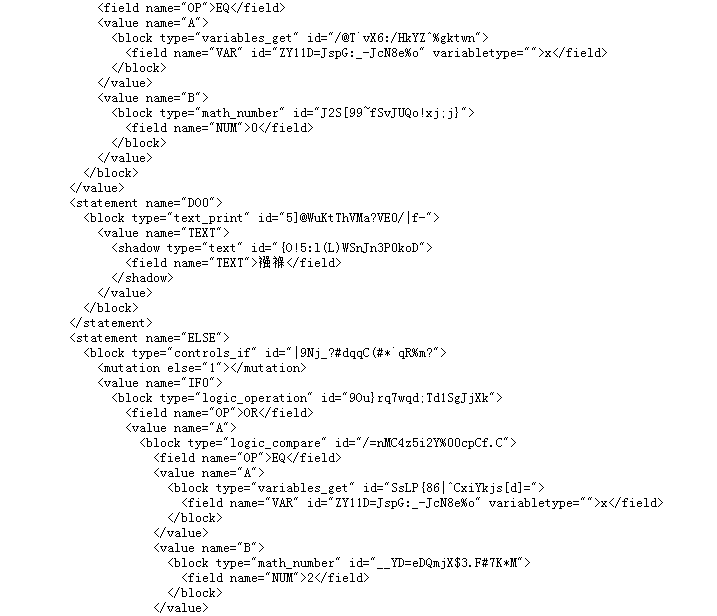 <field name="OP">EQ</field>
<value name="A">
<block type="variables_get" id="/@T`vX6:/HkYZ^%gktwn">
<field name="VAR" id="ZY11D=JspG:_-JcN8e%o" variabletype="">x</field>
</block>
</value>
<value name="B">
<block type="math_number" id="J2S[99~fSvJUQo!xj;j}">
<field name="NUM">0</field>
</block>
</value>
</block>
</value>
<statement name="DO0">
<block type="text_print" id="5]@WuKtThVMa?VE0/|f-">
<value name="TEXT">
<shadow type="text" id="{O!5:l(L)WSnJn3P0koD">
<field name="TEXT">襁褓</field>
</shadow>
</value>
</block>
</statement>
<statement name="ELSE">
<block type="controls_if" id="|9Nj_?#dqqC(#*`qR%m?">
<mutation else="1"></mutation>
<value name="IF0">
<block type="logic_operation" id="9Ou}rq7wqd;Td1SgJjXk">
<field name="OP">OR</field>
<value name="A">
<block type="logic_compare" id="/=nMC4z5i2Y%00cpCf.C">
<field name="OP">EQ</field>
<value name="A">
<block type="variables_get" id="SsLP{86|^CxiYkjs[d]=">
<field name="VAR" id="ZY11D=JspG:_-JcN8e%o" variabletype="">x</field>
</block>
</value>
<value name="B">
<block type="math_number" id="__YD=eDQmjX$3.F#7K*M">
<field name="NUM">2</field>
</block>
</value>